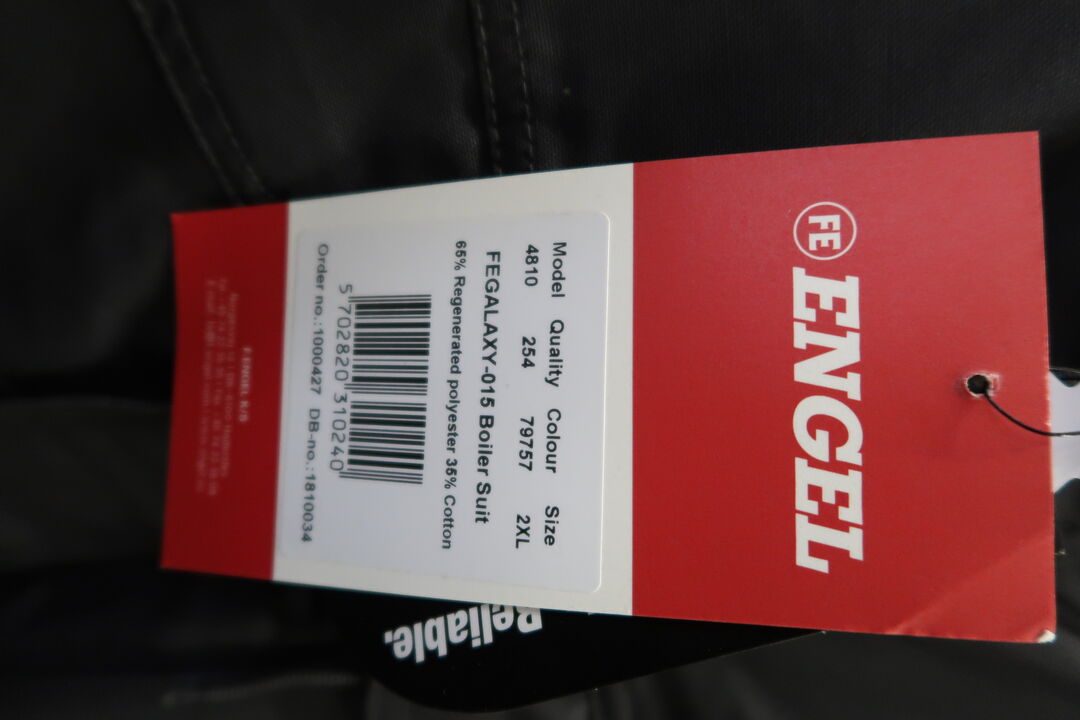 FE ENGEL
Model Quality Colour Size
4810 254 79757 2XL
FEGALAXY-015 Boiler Suit
65% Regenerated polyester 35% Cotton
5 702820 310240
Order no.:1000427 DB-no.:1810034
F.ENGEL K/S
Reliable.